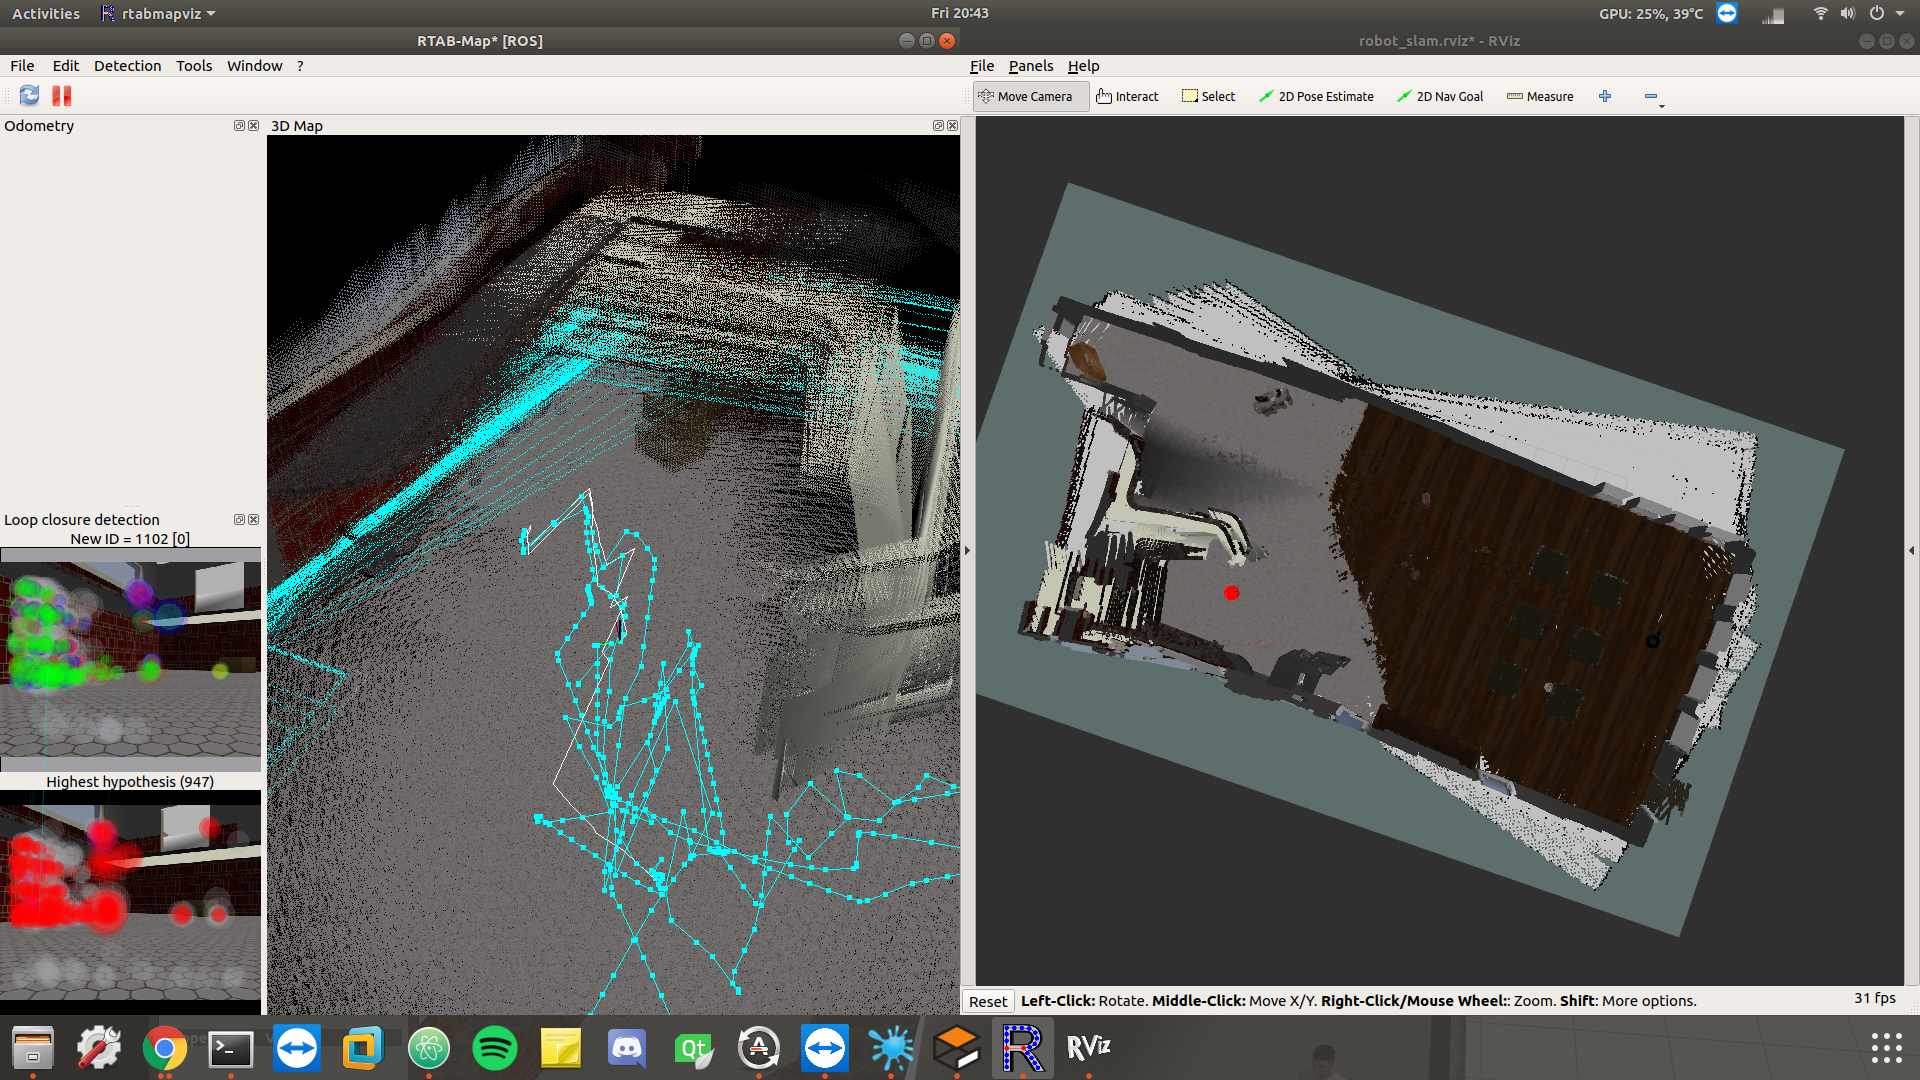 Activities rtabmapviz Fri 20:43 GPU: 25%, 39°C
RTAB-Map* [ROS]
robot_slam.rviz* - RViz
File Edit Detection Tools Window ?
File Panels Help
Move Camera Interact Select 2D Pose Estimate 2D Nav Goal Measure
Odometry
3D Map
Loop closure detection
New ID = 1102 [0]
Highest hypothesis (947)
Reset Left-Click: Rotate. Middle-Click: Move X/Y. Right-Click/Mouse Wheel:: Zoom. Shift: More options. 31 fps
Qt
A
R
RViz